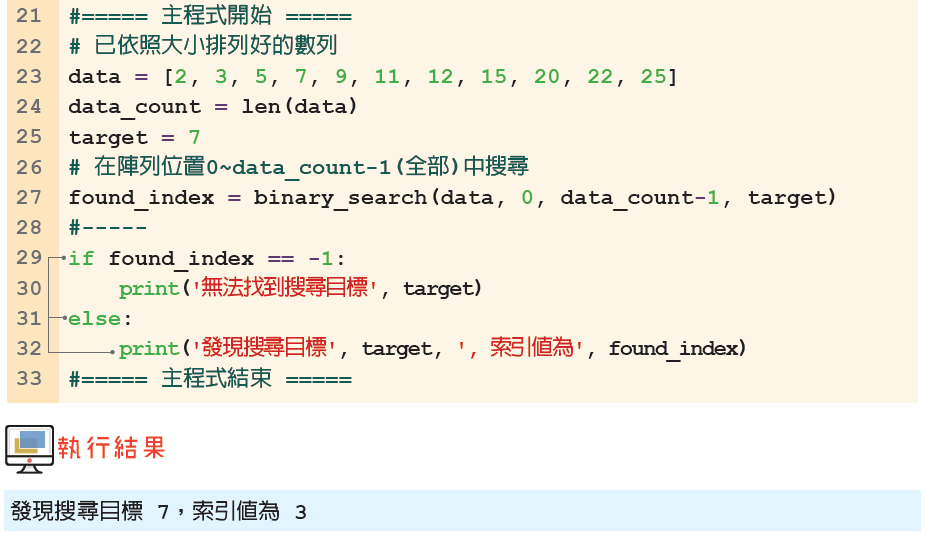 21 #===== 主程式開始 =====
22 # 已依照大小排列好的數列
23 data = [2, 3, 5, 7, 9, 11, 12, 15, 20, 22, 25]
24 data_count = len(data)
25 target = 7
26 # 在陣列位置0~data_count-1(全部)中搜尋
27 found_index = binary_search(data, 0, data_count-1, target)
28 #-----
29 if found_index == -1:
30     print('無法找到搜尋目標', target)
31 else:
32     print('發現搜尋目標', target, ', 索引值為', found_index)
33 #===== 主程式結束 =====
執行結果
發現搜尋目標 7，索引值為 3